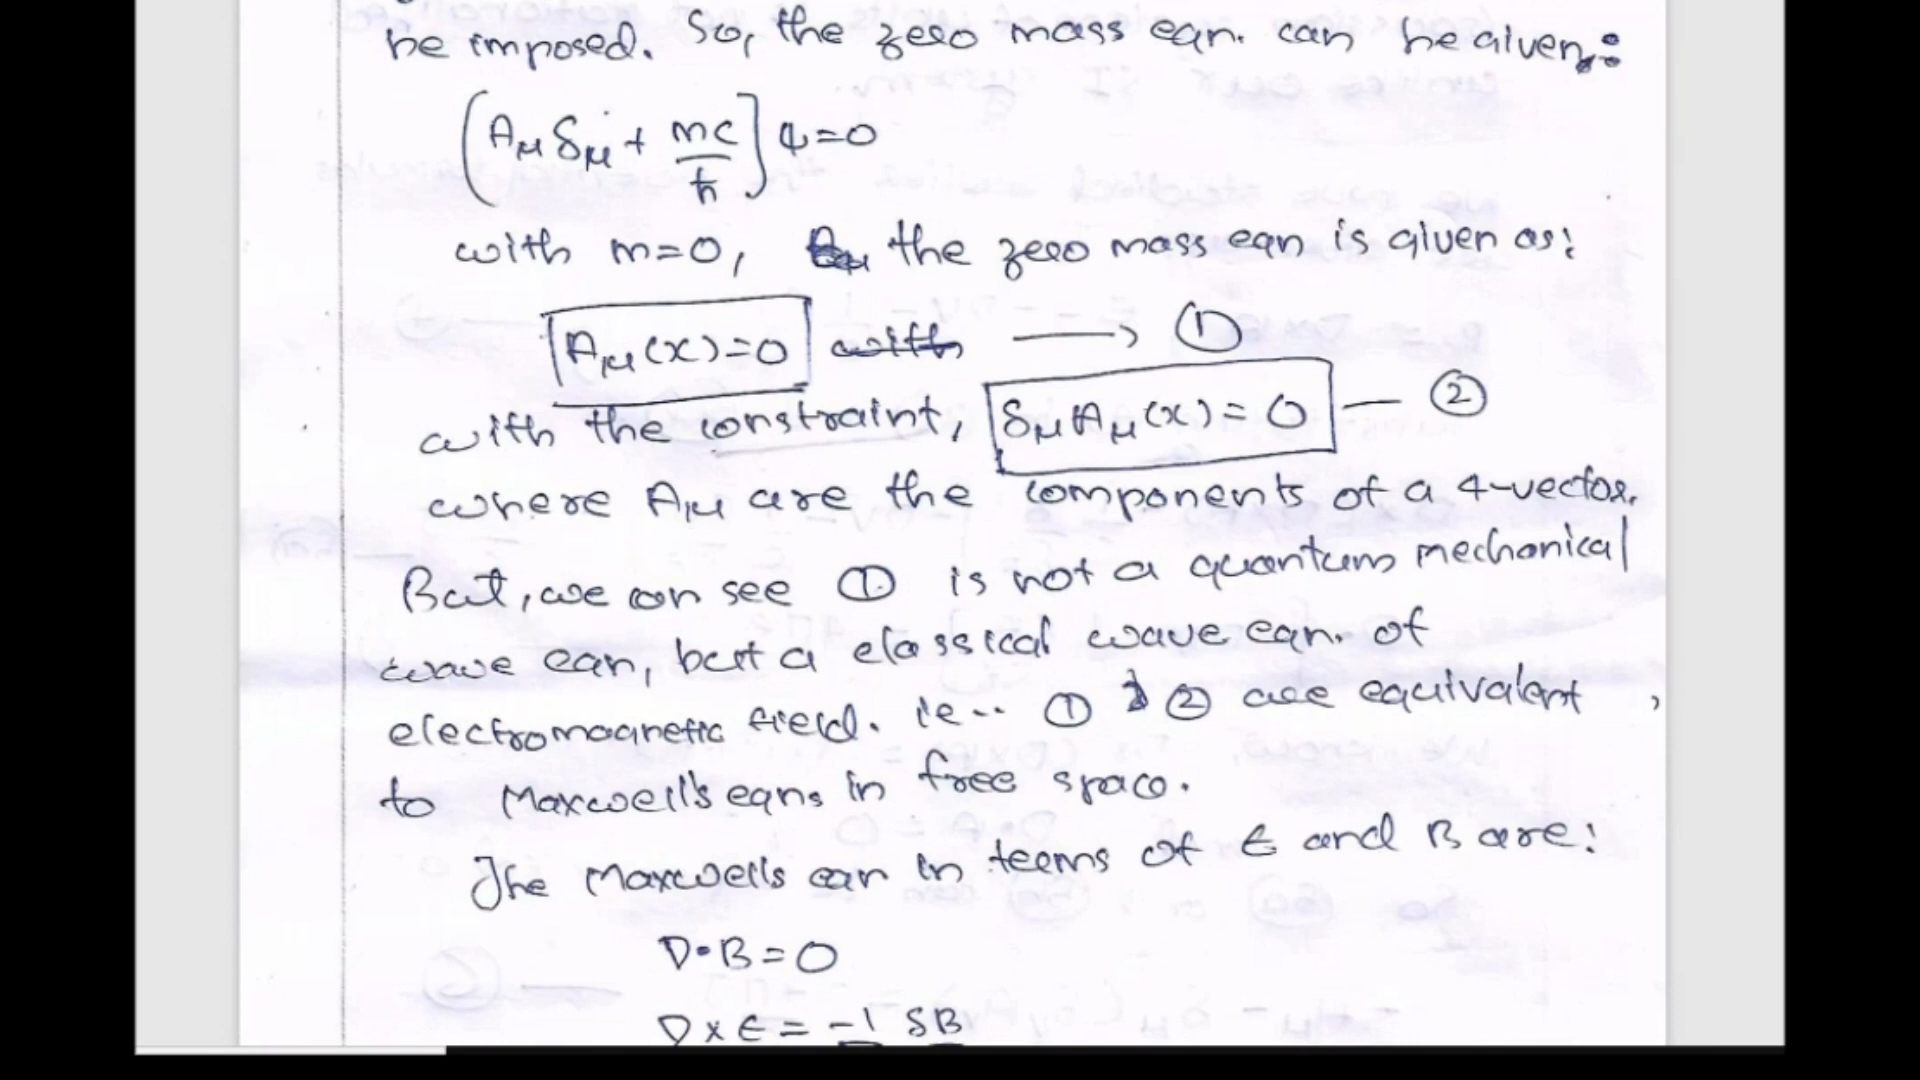 be imposed. So, the zero mass eqn. can be given:
(Aμ δμ + mc/ħ] ψ=0
with m=0, the zero mass eqn is given as:
Aμ(x)=0 with → ①
with the constraint, δμ Aμ (x) = 0 — ②
where Aμ are the components of a 4-vector.
But, we can see ① is not a quantum mechanical
wave eqn, but a classical wave eqn. of
electromagnetic field. ie.. ① & ② are equivalent
to Maxwell's eqns in free space.
The Maxwells eqn in terms of E and B are:
∇·B=0
∇×E = -1 δB